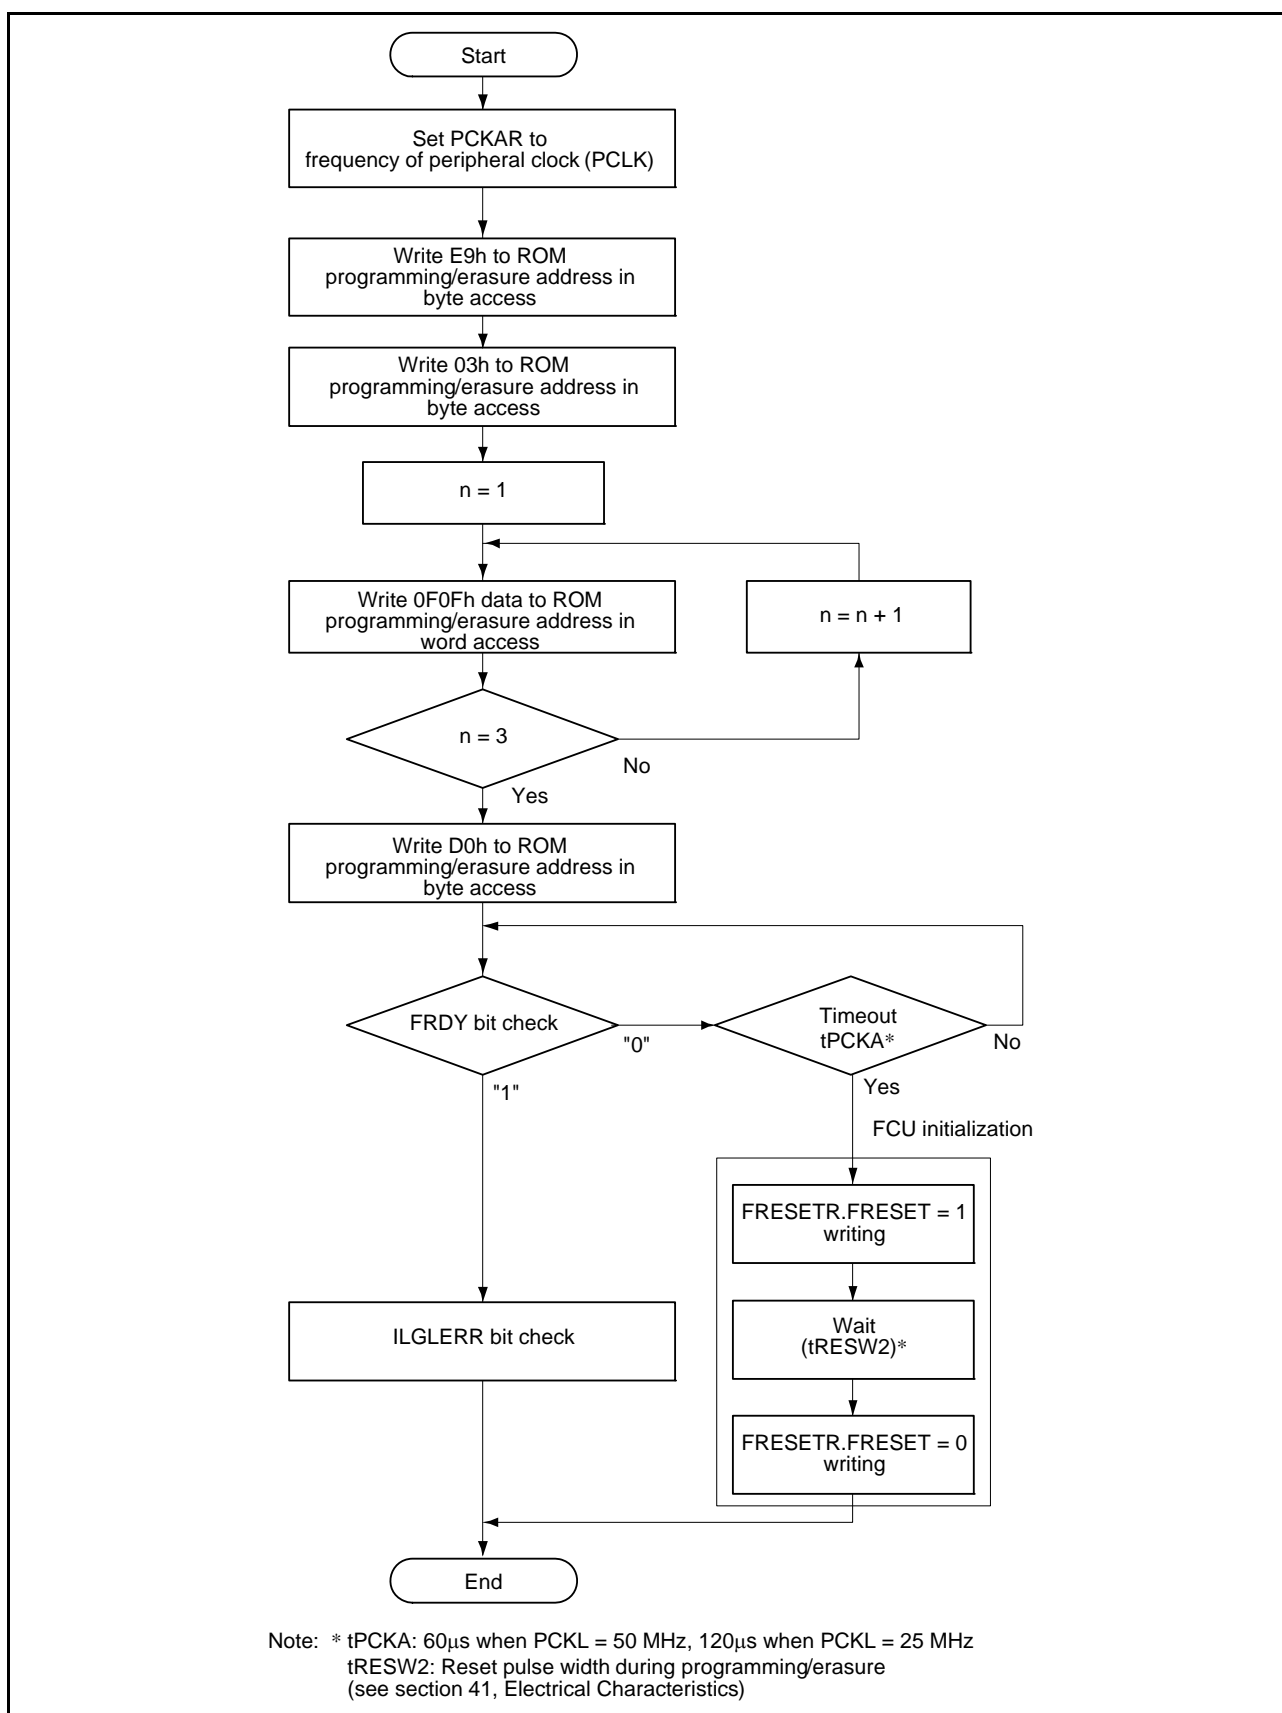 Start
Set PCKAR to
frequency of peripheral clock (PCLK)
Write E9h to ROM
programming/erasure address in
byte access
Write 03h to ROM
programming/erasure address in
byte access
n = 1
Write 0F0Fh data to ROM
programming/erasure address in
word access
n = n + 1
n = 3
No
Yes
Write D0h to ROM
programming/erasure address in
byte access
FRDY bit check
"0"
"1"
Timeout
tPCKA*
No
Yes
FCU initialization
FRESETR.FRESET = 1
writing
Wait
(tRESW2)*
FRESETR.FRESET = 0
writing
ILGLERR bit check
End
Note: * tPCKA: 60μs when PCKL = 50 MHz, 120μs when PCKL = 25 MHz
tRESW2: Reset pulse width during programming/erasure
(see section 41, Electrical Characteristics)